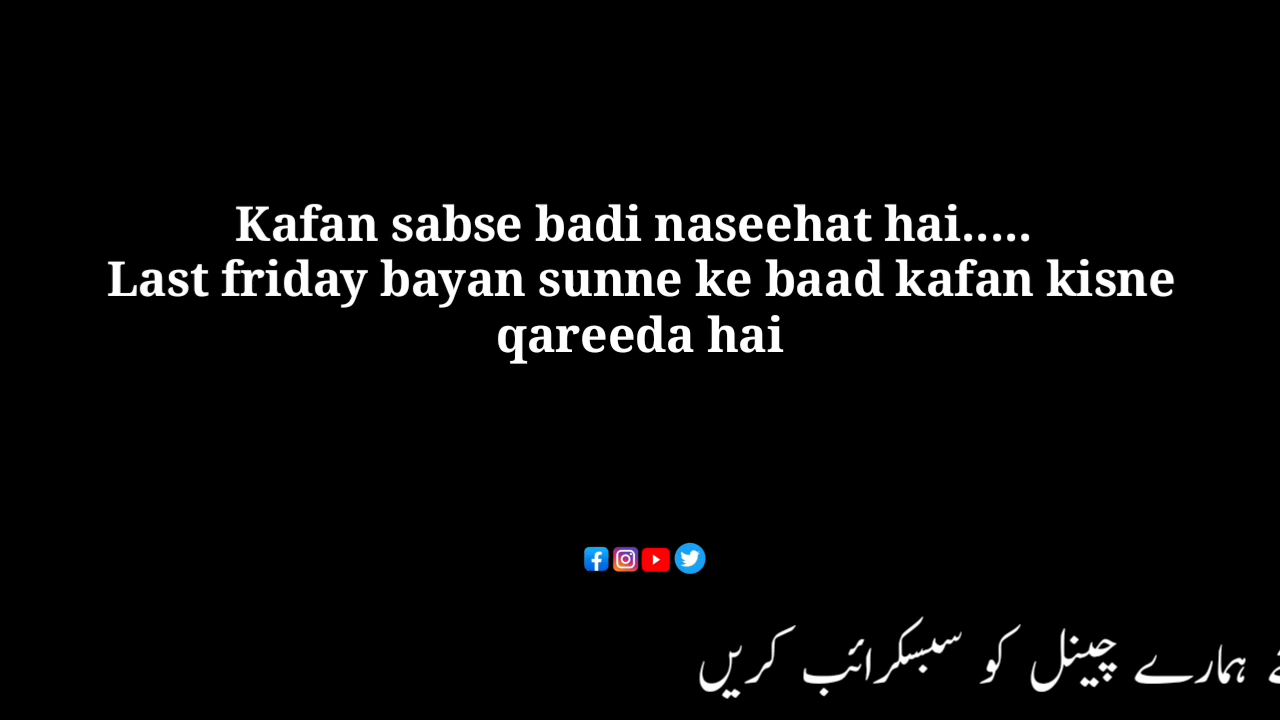 Kafan sabse badi naseehat hai.....
Last friday bayan sunne ke baad kafan kisne
qareeda hai
ہمارے چینل کو سبسکرائب کریں